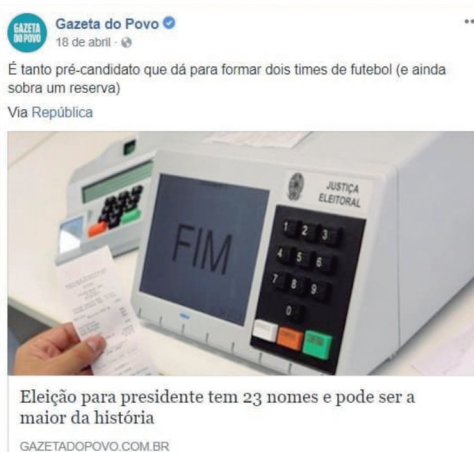 GAZETA
DO POVO
Gazeta do Povo
18 de abril
É tanto pré-candidato que dá para formar dois times de futebol (e ainda
sobra um reserva)
Via República
JUSTIÇA
ELEITORAL
FIM
1 2 3
4 5 6
7 8 9
0
Eleição para presidente tem 23 nomes e pode ser a
maior da história
GAZETADOPOVO.COM.BR